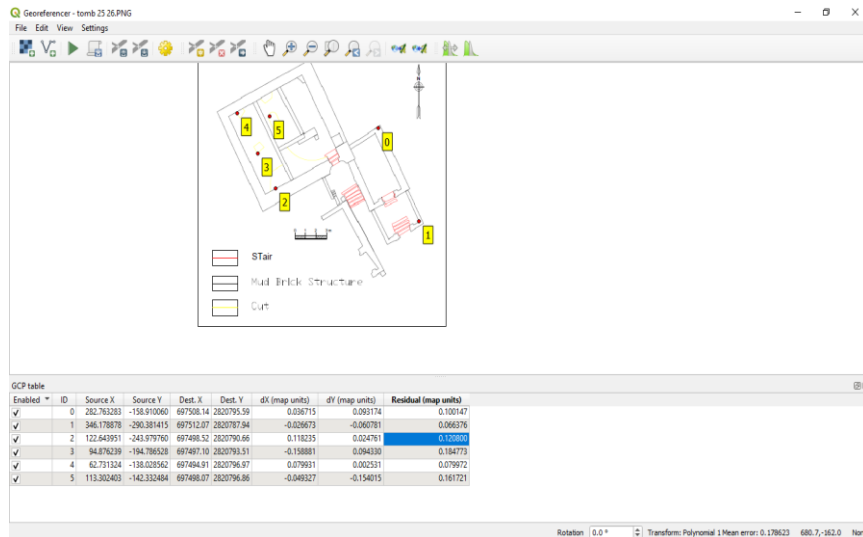 Georeferencer - tomb 25 26.PNG
File Edit View Settings
4
5
0
3
2
1
STair
Mud Brick Structure
Cut
GCP table
Enabled ID Source X Source Y Dest. X Dest. Y dX (map units) dY (map units) Residual (map units)
0 282.763283 -158.910060 697508.14 2820795.59 0.036715 0.093174 0.100147
1 346.178878 -290.381415 697512.07 2820787.94 -0.026673 -0.060781 0.066376
2 122.643951 -243.979760 697498.52 2820790.66 0.118235 0.024761 0.120800
3 94.876239 -194.786528 697497.10 2820793.51 -0.158881 0.094330 0.184773
4 62.731324 -138.028562 697494.91 2820796.97 0.079931 0.002531 0.079972
5 113.302403 -142.332484 697498.07 2820796.86 -0.049327 -0.154015 0.161721
Rotation 0.0 ° Transform: Polynomial 1 Mean error: 0.178623 680.7,-162.0 Non